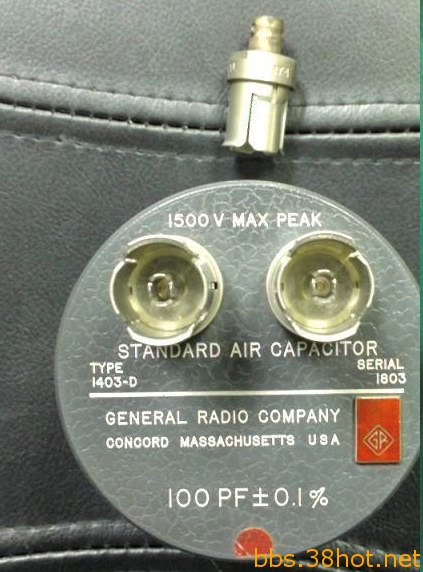 1500 V MAX PEAK
STANDARD AIR CAPACITOR
TYPE
1403-D
SERIAL
1803
GENERAL RADIO COMPANY
CONCORD MASSACHUSETTS USA
GR
100 PF ± 0.1 %
bbs.38hot.net